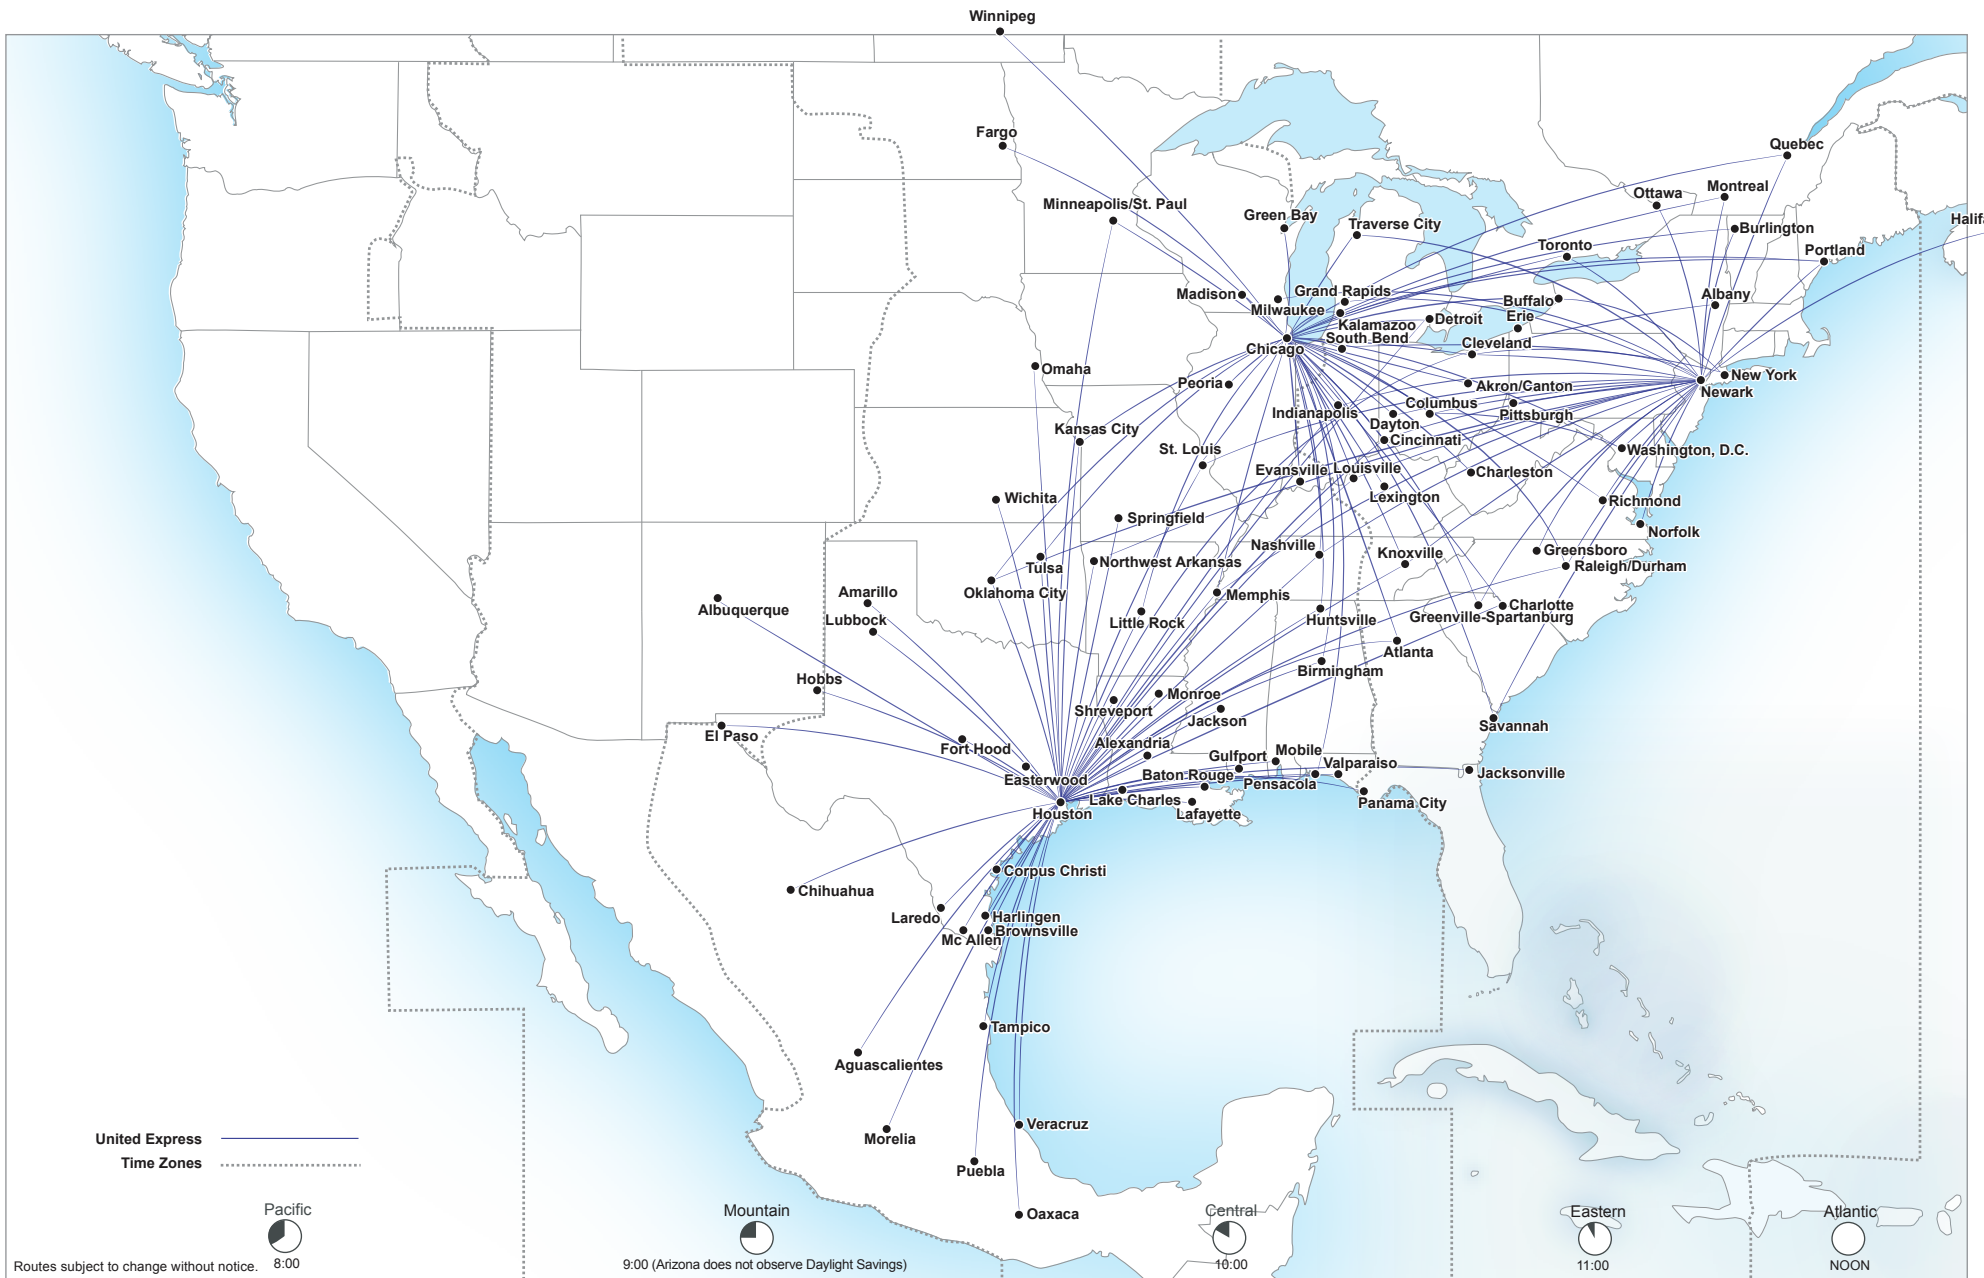 Winnipeg
Fargo
Quebec
Minneapolis/St. Paul
Ottawa
Montreal
Green Bay
Traverse City
Burlington
Toronto
Portland
Madison
Grand Rapids
Milwaukee
Buffalo
Albany
Kalamazoo
Detroit
Erie
South Bend
Chicago
Cleveland
Omaha
Peoria
Akron/Canton
New York
Newark
Indianapolis
Columbus
Pittsburgh
Dayton
Kansas City
Cincinnati
St. Louis
Washington, D.C.
Evansville
Louisville
Charleston
Wichita
Lexington
Richmond
Springfield
Norfolk
Nashville
Knoxville
Greensboro
Tulsa
Northwest Arkansas
Raleigh/Durham
Oklahoma City
Amarillo
Memphis
Albuquerque
Charlotte
Lubbock
Little Rock
Huntsville
Greenville-Spartanburg
Atlanta
Birmingham
Hobbs
Monroe
Shreveport
Jackson
Savannah
El Paso
Fort Hood
Alexandria
Gulfport
Mobile
Valparaiso
Easterwood
Baton Rouge
Pensacola
Jacksonville
Lake Charles
Houston
Lafayette
Panama City
Corpus Christi
Chihuahua
Laredo
Harlingen
Mc Allen
Brownsville
Tampico
Aguascalientes
Veracruz
Morelia
Puebla
Oaxaca
United Express
Time Zones
Pacific
Mountain
Central
Eastern
Atlantic
8:00
9:00 (Arizona does not observe Daylight Savings)
10:00
11:00
NOON
Routes subject to change without notice.